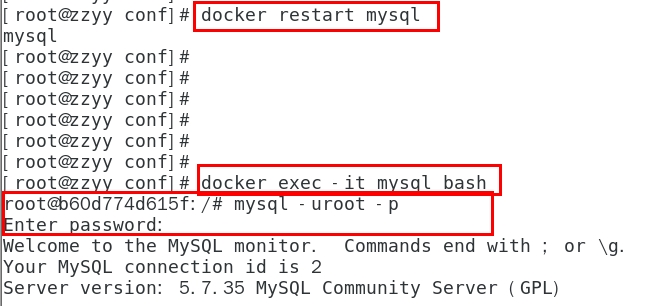 [root@zzyy conf]# docker restart mysql
mysql
[root@zzyy conf]#
[root@zzyy conf]#
[root@zzyy conf]#
[root@zzyy conf]#
[root@zzyy conf]#
[root@zzyy conf]#
[root@zzyy conf]# docker exec -it mysql bash
root@b60d774d615f:/# mysql -uroot -p
Enter password:
Welcome to the MySQL monitor.  Commands end with ; or \g.
Your MySQL connection id is 2
Server version: 5.7.35 MySQL Community Server (GPL)